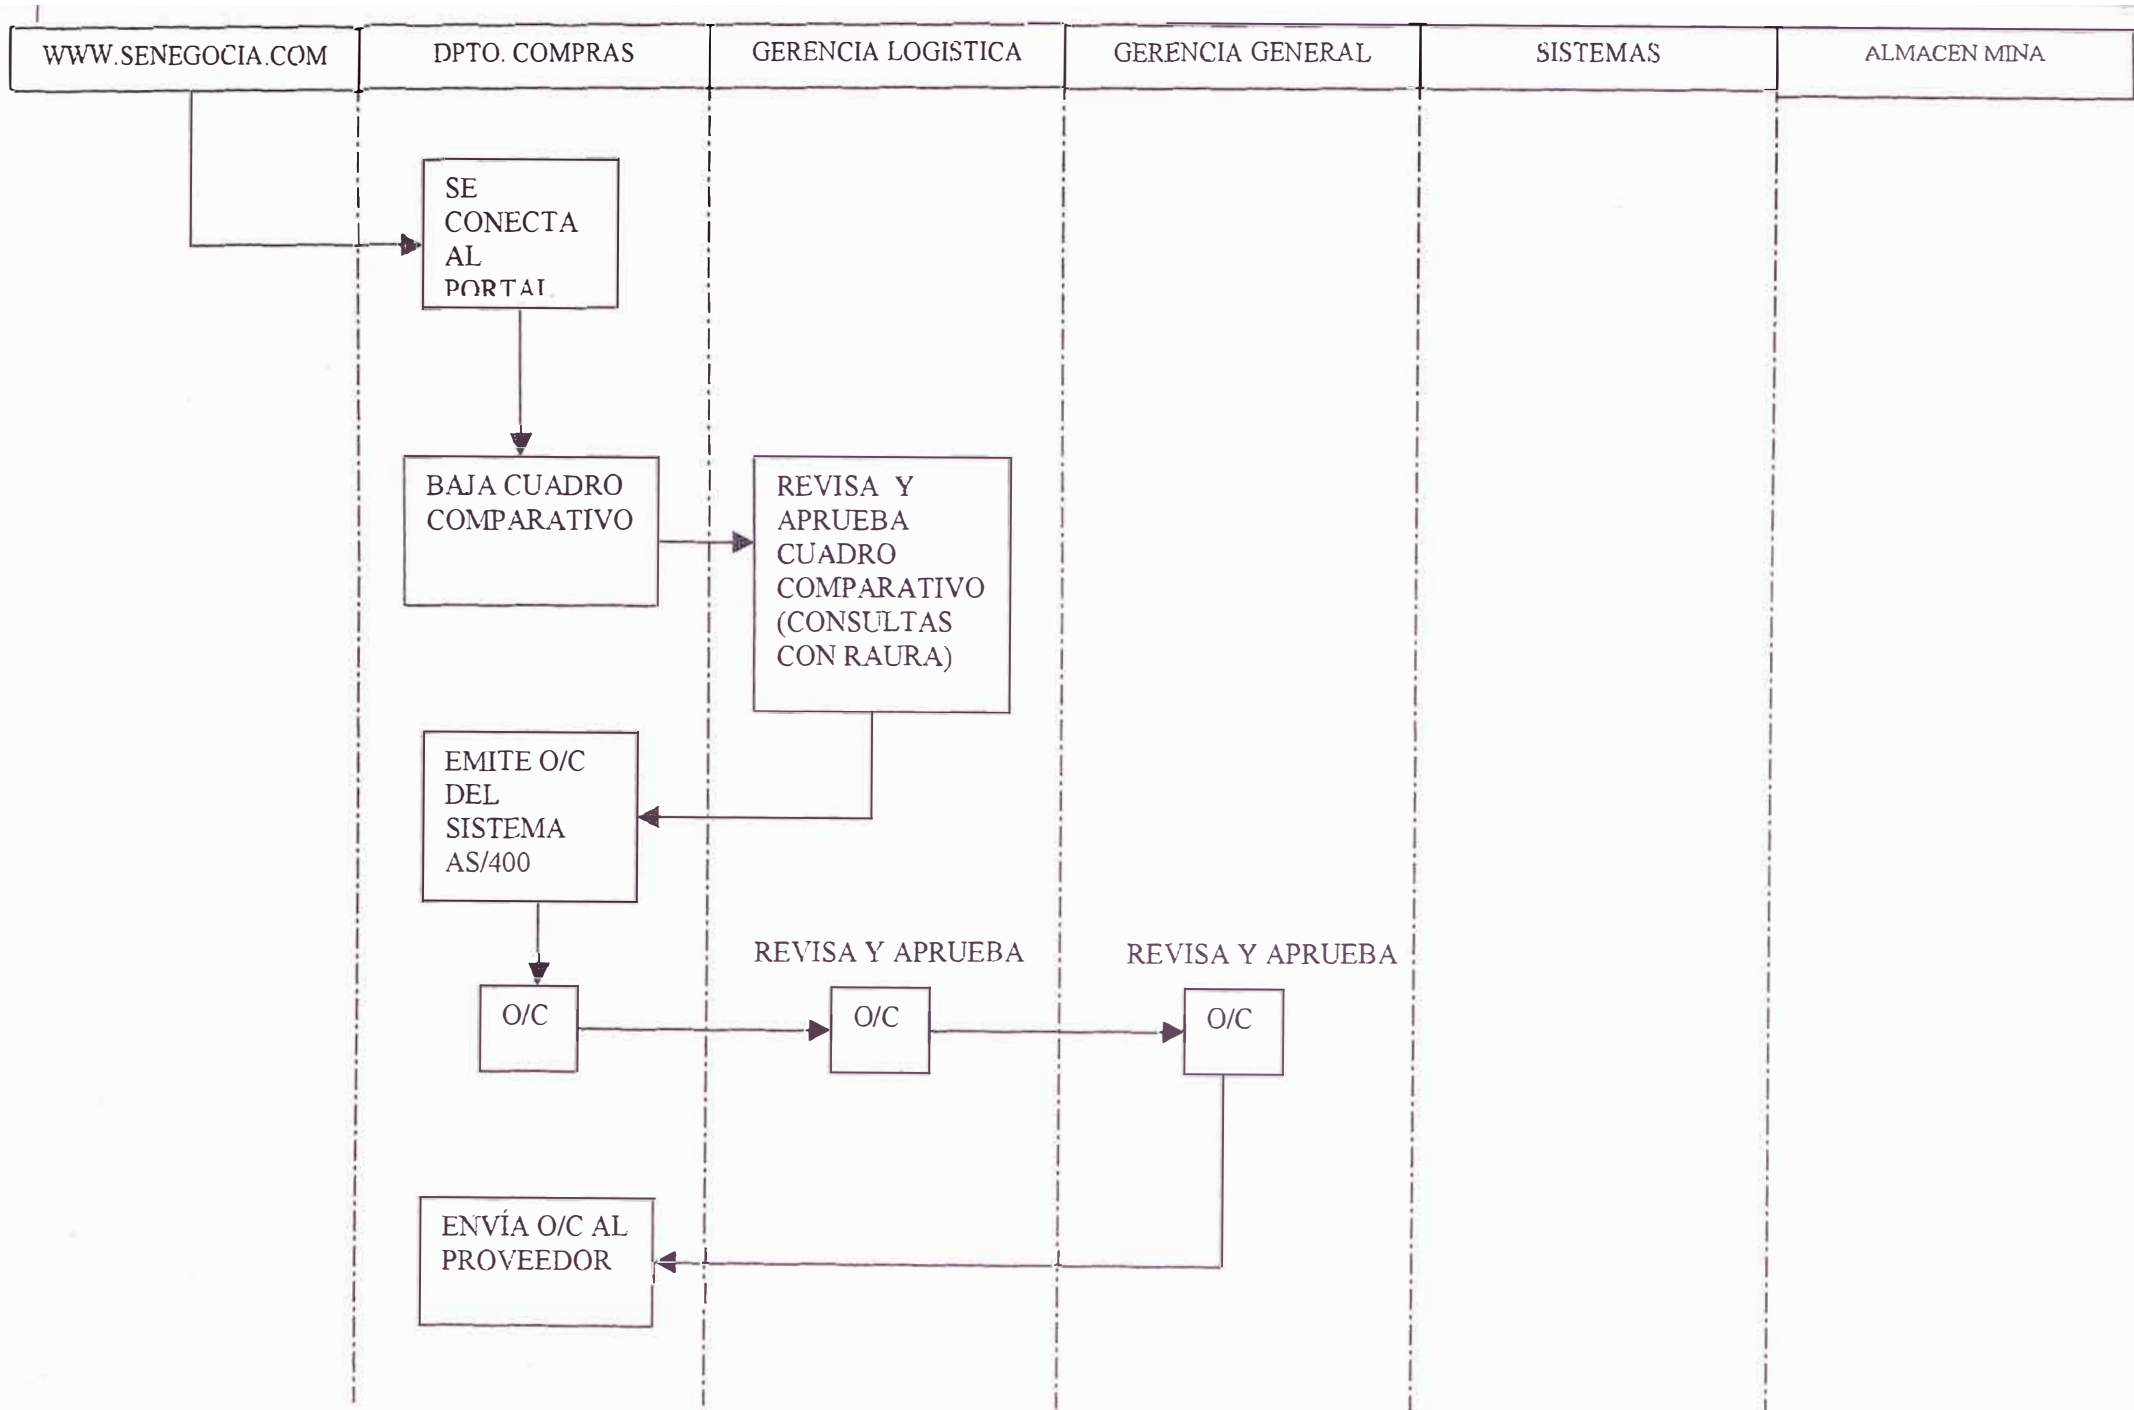 WWW.SENEGOCIA.COM
DPTO. COMPRAS
GERENCIA LOGISTICA
GERENCIA GENERAL
SISTEMAS
ALMACEN MINA
SE
CONECTA
AL
PORTAL
BAJA CUADRO
COMPARATIVO
REVISA Y
APRUEBA
CUADRO
COMPARATIVO
(CONSULTAS
CON RAURA)
EMITE O/C
DEL
SISTEMA
AS/400
REVISA Y APRUEBA
REVISA Y APRUEBA
O/C
O/C
O/C
ENVÍA O/C AL
PROVEEDOR